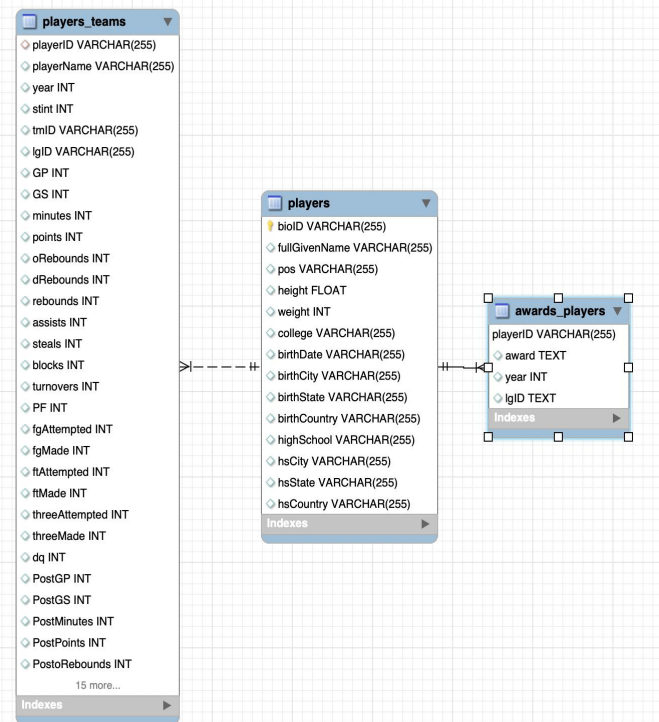 players_teams
playerID VARCHAR(255)
playerName VARCHAR(255)
year INT
stint INT
tmID VARCHAR(255)
lgID VARCHAR(255)
GP INT
GS INT
minutes INT
points INT
oRebounds INT
dRebounds INT
rebounds INT
assists INT
steals INT
blocks INT
turnovers INT
PF INT
fgAttempted INT
fgMade INT
ftAttempted INT
ftMade INT
threeAttempted INT
threeMade INT
dq INT
PostGP INT
PostGS INT
PostMinutes INT
PostPoints INT
PostoRebounds INT
15 more...
Indexes
players
bioID VARCHAR(255)
fullGivenName VARCHAR(255)
pos VARCHAR(255)
height FLOAT
weight INT
college VARCHAR(255)
birthDate VARCHAR(255)
birthCity VARCHAR(255)
birthState VARCHAR(255)
birthCountry VARCHAR(255)
highSchool VARCHAR(255)
hsCity VARCHAR(255)
hsState VARCHAR(255)
hsCountry VARCHAR(255)
Indexes
awards_players
playerID VARCHAR(255)
award TEXT
year INT
lgID TEXT
Indexes